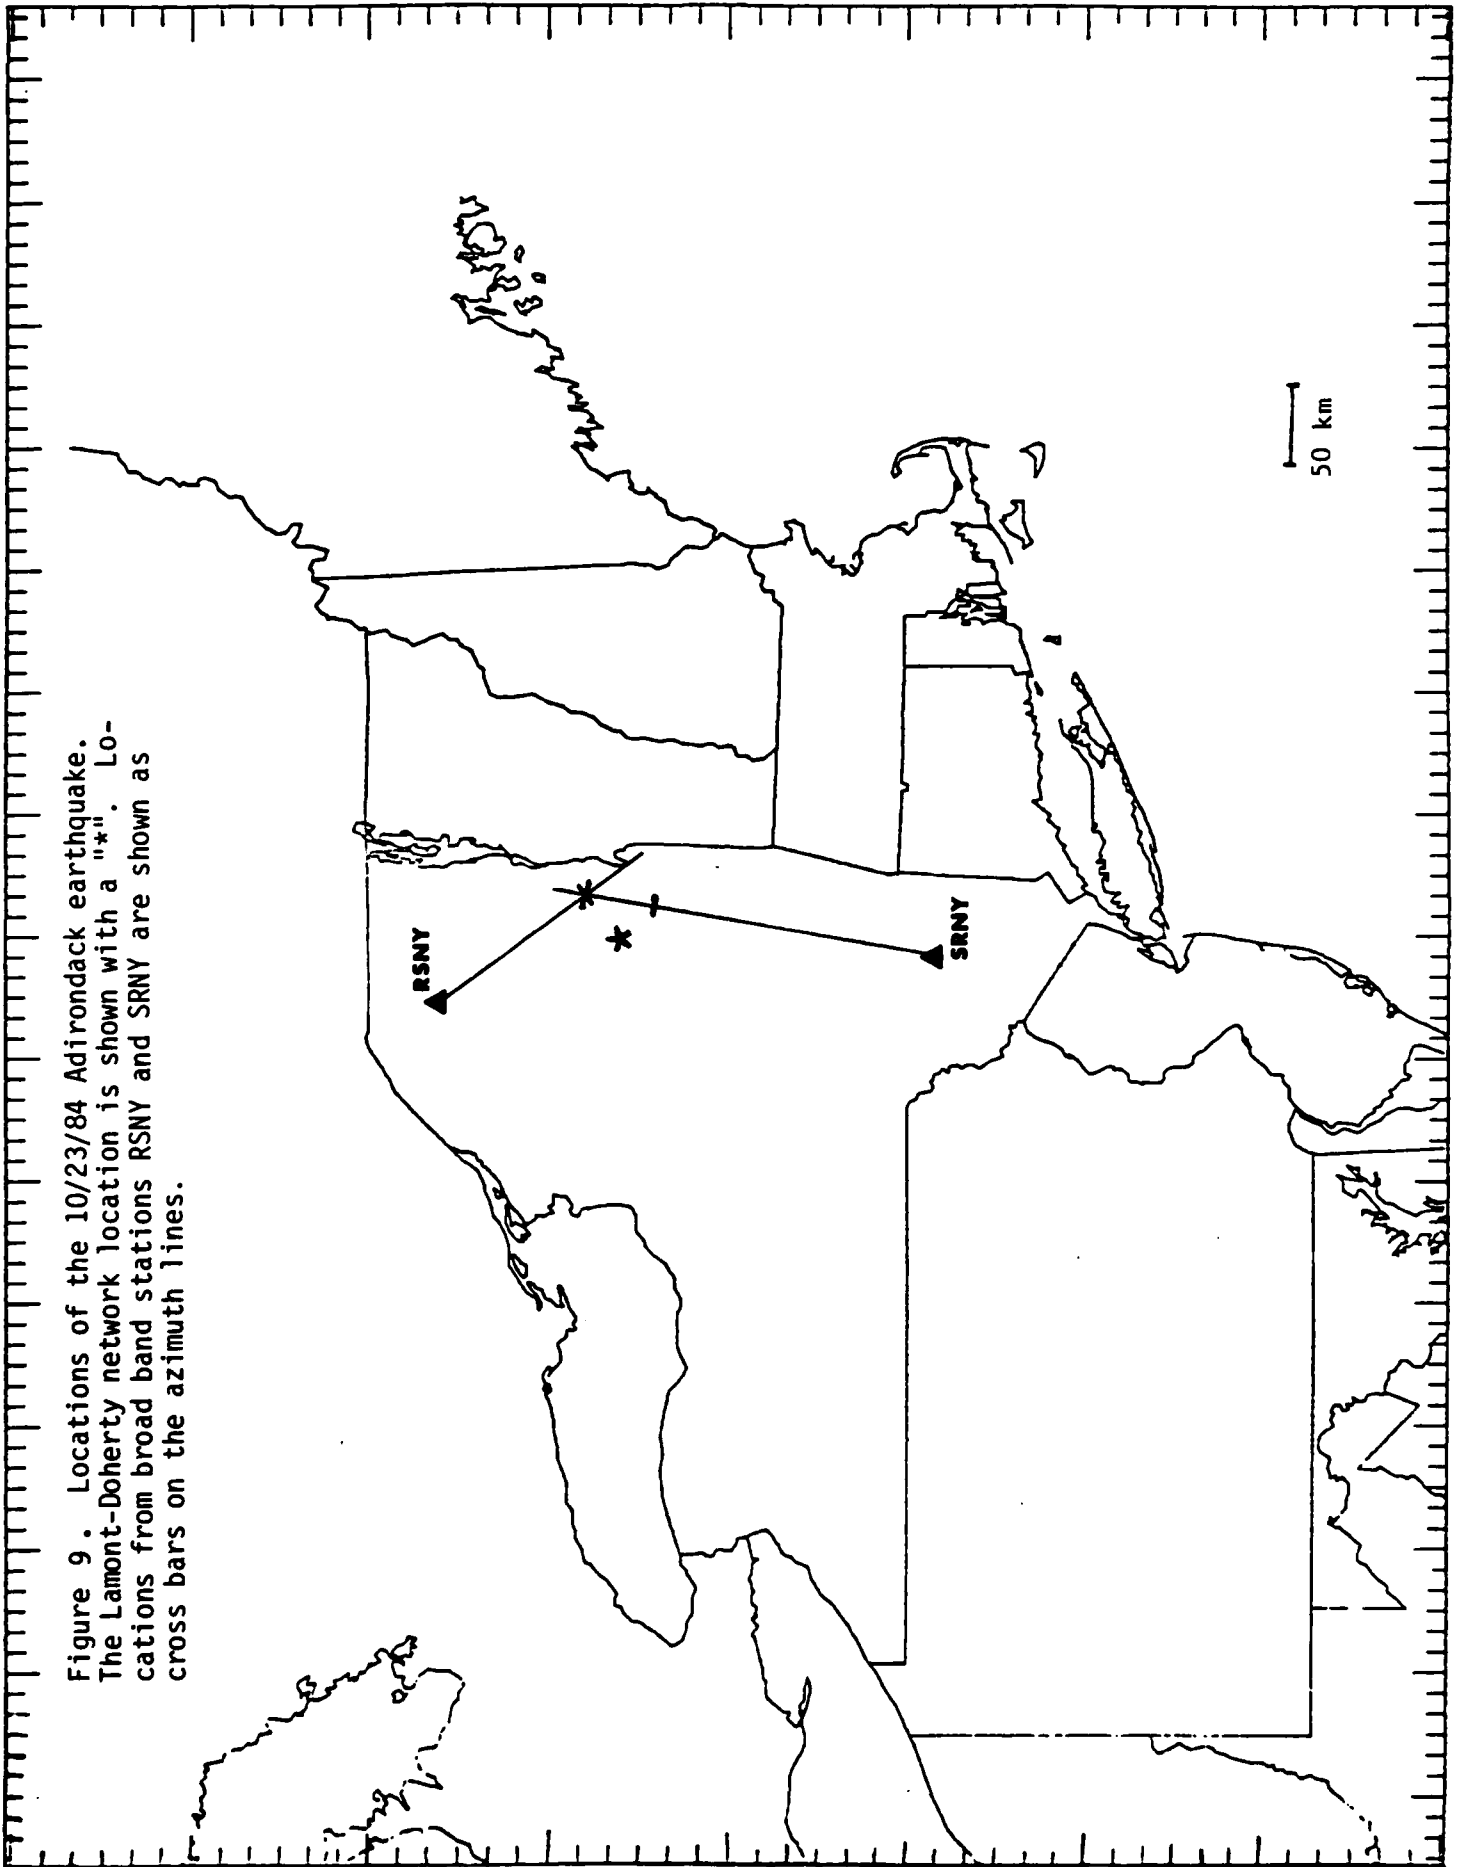 Figure 9 . Locations of the 10/23/84 Adirondack earthquake.
The Lamont-Doherty network location is shown with a "*". Lo-
cations from broad band stations RSNY and SRNY are shown as
cross bars on the azimuth lines.
RSNY
SRNY
50 km